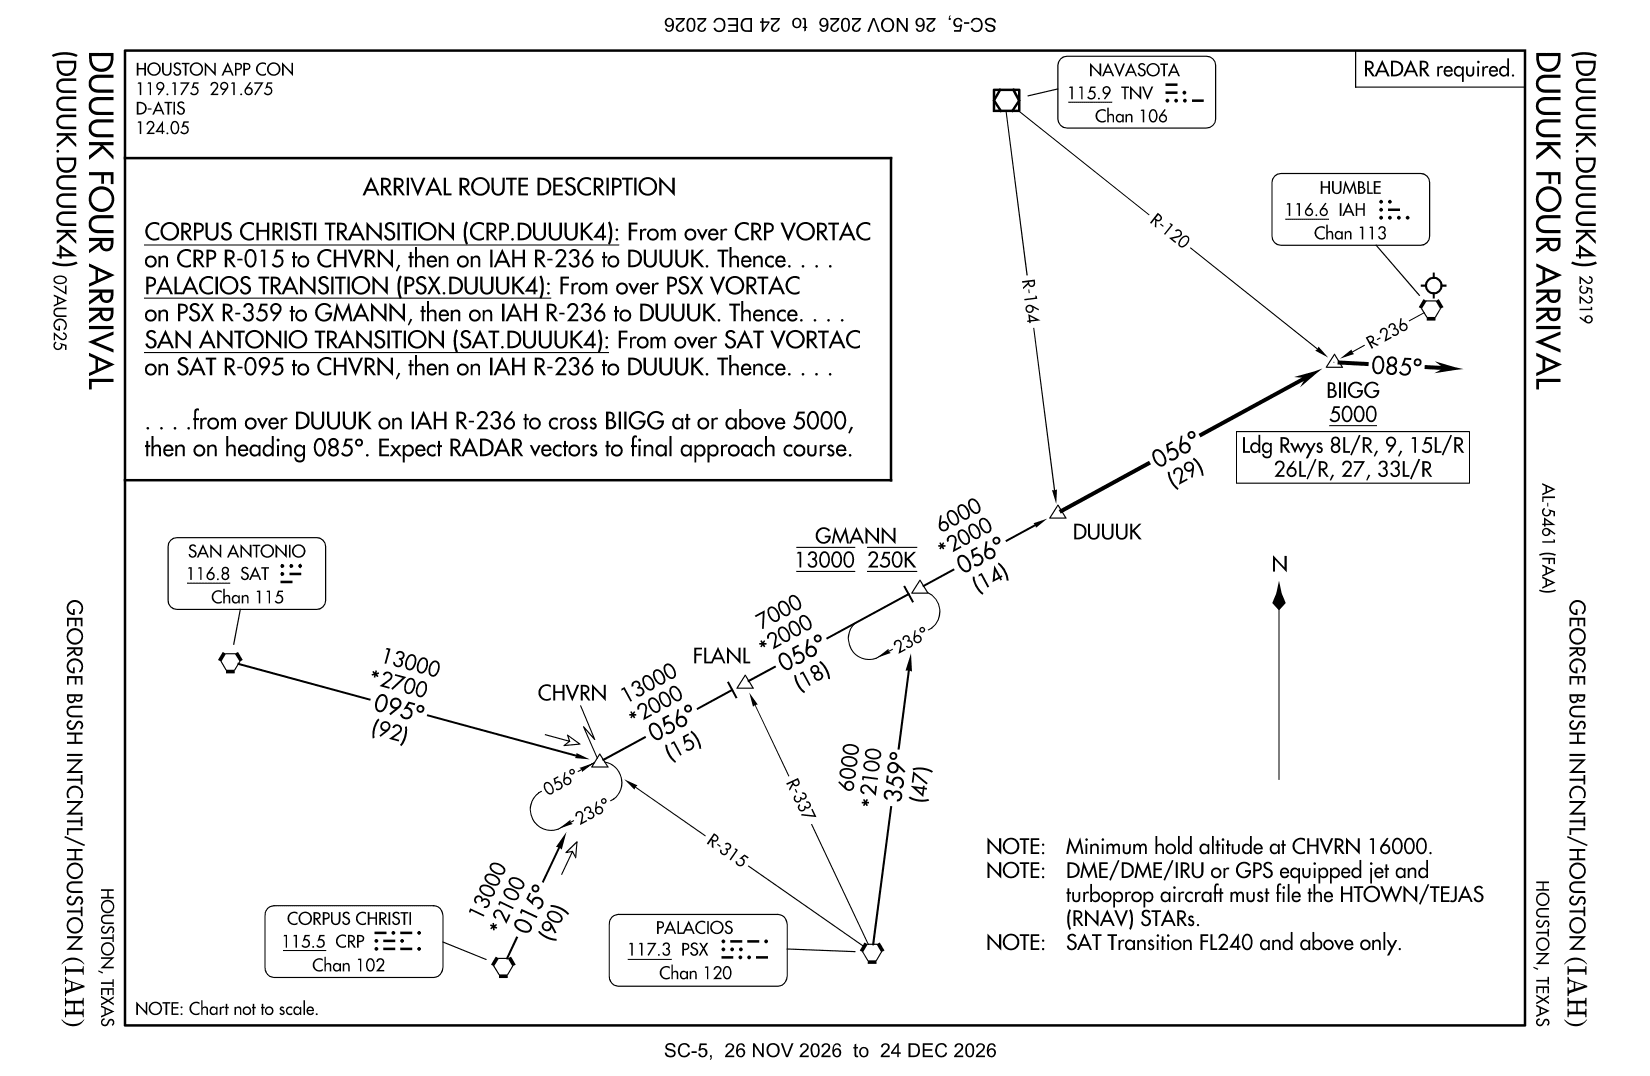 SC-5, 26 NOV 2026 to 24 DEC 2026
(DUUUK.DUUUK4) 07AUG25
DUUUK FOUR ARRIVAL
GEORGE BUSH INTCNTL/HOUSTON (IAH)
HOUSTON, TEXAS
HOUSTON APP CON
119.175 291.675
D-ATIS
124.05
ARRIVAL ROUTE DESCRIPTION
CORPUS CHRISTI TRANSITION (CRP.DUUUK4): From over CRP VORTAC
on CRP R-015 to CHVRN, then on IAH R-236 to DUUUK. Thence. . . .
PALACIOS TRANSITION (PSX.DUUUK4): From over PSX VORTAC
on PSX R-359 to GMANN, then on IAH R-236 to DUUUK. Thence. . . .
SAN ANTONIO TRANSITION (SAT.DUUUK4): From over SAT VORTAC
on SAT R-095 to CHVRN, then on IAH R-236 to DUUUK. Thence. . . .
. . . .from over DUUUK on IAH R-236 to cross BIIGG at or above 5000,
then on heading 085°. Expect RADAR vectors to final approach course.
NAVASOTA
115.9 TNV
Chan 106
RADAR required.
HUMBLE
116.6 IAH
Chan 113
R-120
R-164
R-236
085°
BIIGG
5000
Ldg Rwys 8L/R, 9, 15L/R
26L/R, 27, 33L/R
056°
(29)
DUUUK
6000
*2000
056°
(14)
GMANN
13000 250K
236°
7000
*2000
056°
(18)
FLANL
13000
*2000
056°
(15)
CHVRN
056°
236°
SAN ANTONIO
116.8 SAT
Chan 115
13000
*2700
095°
(92)
6000
*2100
359°
(47)
R-337
R-315
13000
*2100
015°
(90)
CORPUS CHRISTI
115.5 CRP
Chan 102
PALACIOS
117.3 PSX
Chan 120
N
NOTE: Minimum hold altitude at CHVRN 16000.
NOTE: DME/DME/IRU or GPS equipped jet and
turboprop aircraft must file the HTOWN/TEJAS
(RNAV) STARs.
NOTE: SAT Transition FL240 and above only.
NOTE: Chart not to scale.
(DUUUK.DUUUK4) 25219
DUUUK FOUR ARRIVAL
AL-5461 (FAA)
GEORGE BUSH INTCNTL/HOUSTON (IAH)
HOUSTON, TEXAS
SC-5, 26 NOV 2026 to 24 DEC 2026